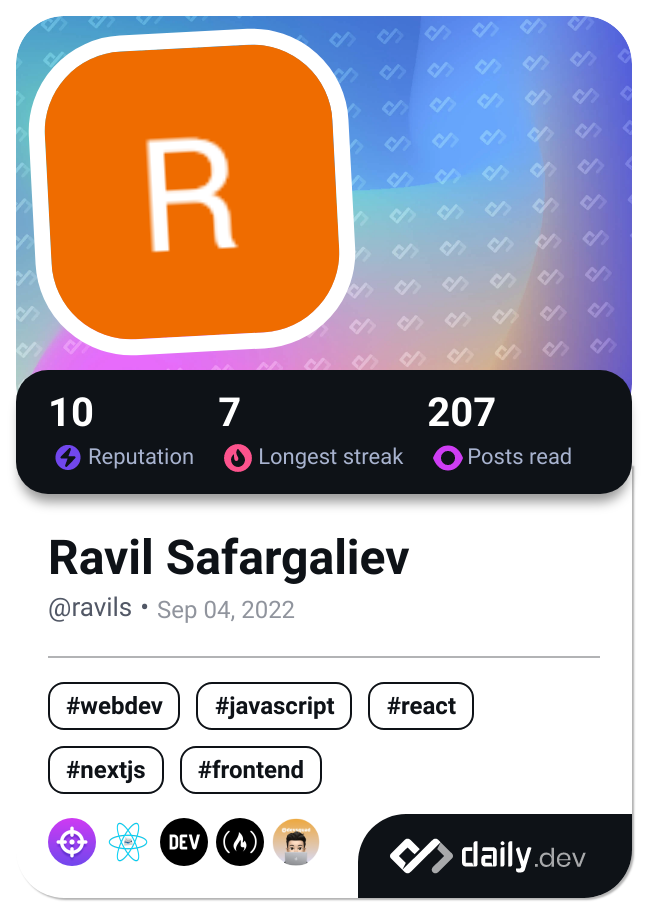 R
10 7 207
Reputation Longest streak Posts read
Ravil Safargaliev
@ravils • Sep 04, 2022
#webdev #javascript #react
#nextjs #frontend
DEV
daily.dev